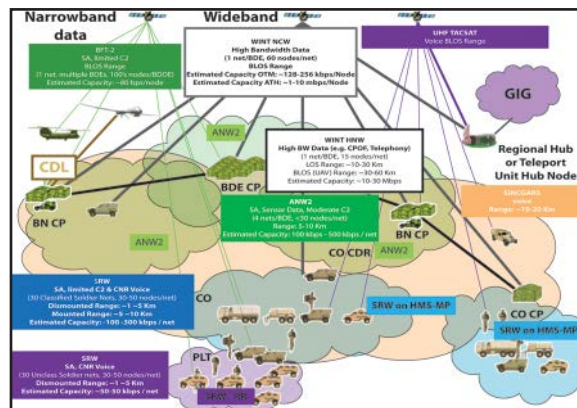 Narrowband data
Wideband
BFT-2
SA, limited C2
BLOS Range
(1 net, multiple BDEs, 100's nodes/BDOE)
Estimated Capacity: ~80 bps/node
WINT NCW
High Bandwidth Data
(1 net/BDE, 60 nodes/net)
BLOS Range
Estimated Capacity OTM: ~128-256 kbps/Node
Estimated Capacity ATH: ~1-10 mbps/Node
UHF TACSAT
Voice BLOS Range
GIG
CDL
ANW2
WINT HNW
High BW Data (e.g. CPOF, Telephony)
(1 net/BDE, 15 nodes/net)
LOS Range: ~10-30 Km
BLOS (UAV) Range: ~30-60 Km
Estimated Capacity: ~10-30 Mbps
Regional Hub
or Teleport
Unit Hub Node
BDE CP
BN CP
ANW2
ANW2
SA, Sensor Data, Moderate C2
(4 nets/BDE, <30 nodes/net)
Range: 5-10 Km
Estimated Capacity: 100 kbps - 500 kbps / net
BN CP
ANW2
SINCGARS
voice
Range: ~10-20 Km
CO CDR
SRW
SA, limited C2 & CNR Voice
(30 Classified Soldier Nets, 30-50 nodes/net)
Dismounted Range: ~1 ~5 Km
Mounted Range: ~5 ~10 Km
Estimated Capacity: ~100 -300 kbps / net
CO
SRW on HMS-MP
CO CP
SRW on HMS-MP
SRW
SA, CNR Voice
(30 Unclass Soldier nets, 30-50 nodes/net)
Dismounted Range: ~1 ~5 Km
Estimated Capacity: ~30-50 kbps / net
PLT